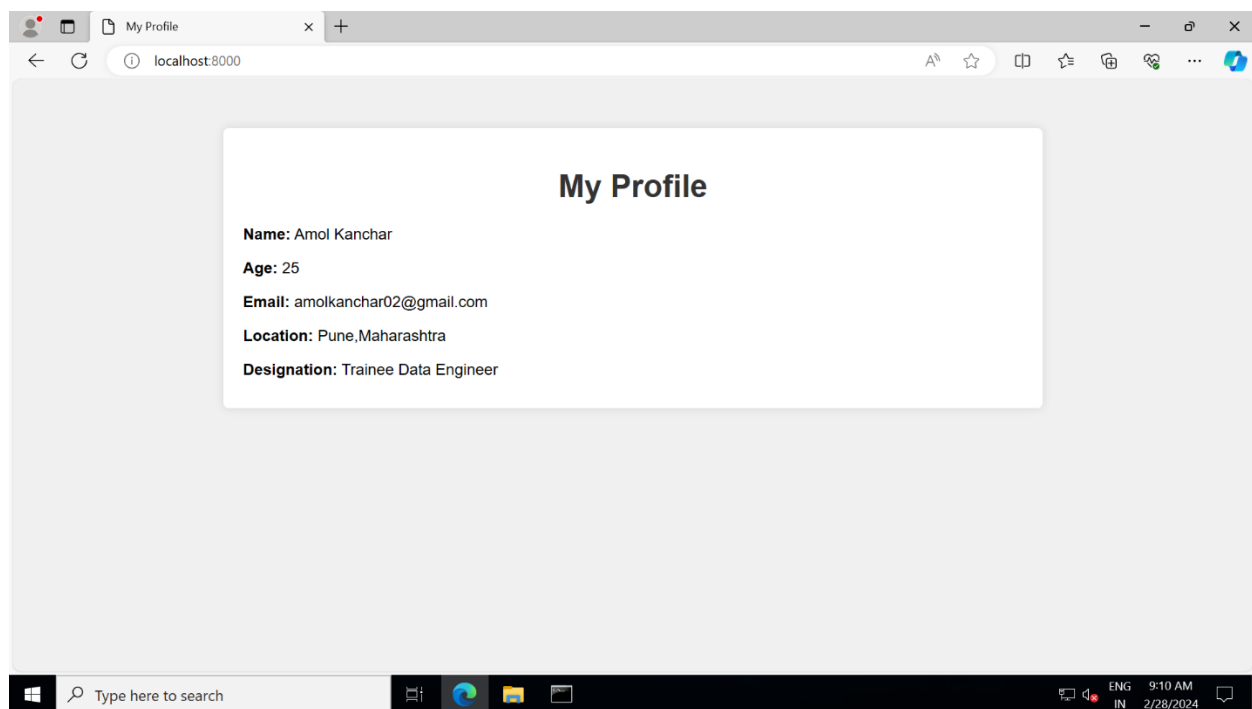 My Profile
localhost:8000
My Profile
Name: Amol Kanchar
Age: 25
Email: amolkanchar02@gmail.com
Location: Pune,Maharashtra
Designation: Trainee Data Engineer
Type here to search
ENG
IN
9:10 AM
2/28/2024